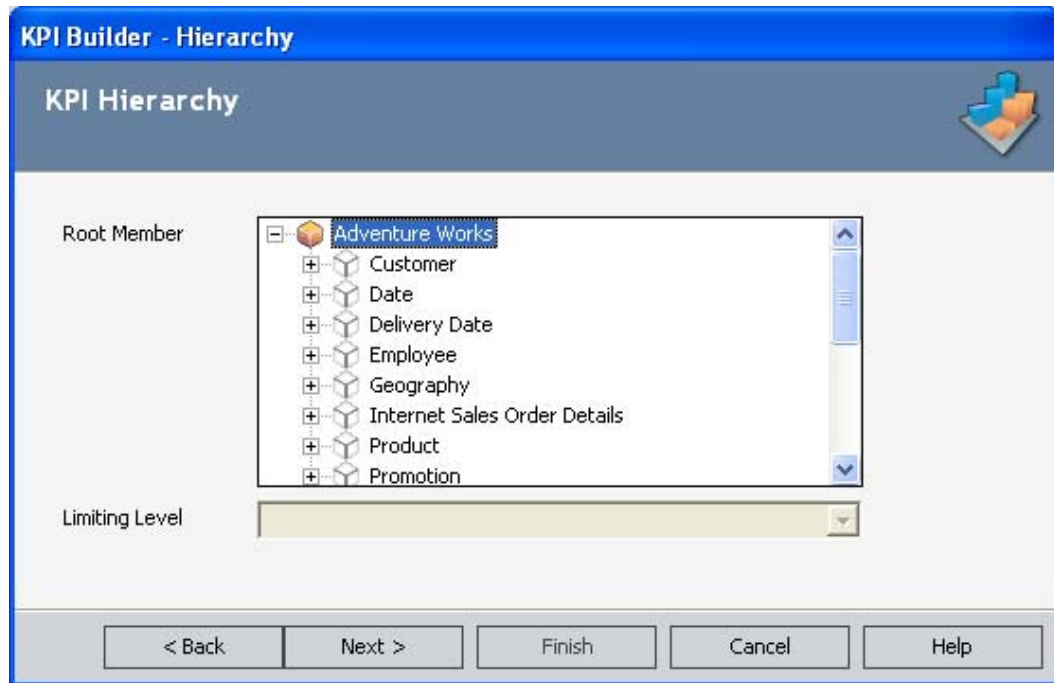 KPI Builder - Hierarchy
KPI Hierarchy
Root Member
Adventure Works
Customer
Date
Delivery Date
Employee
Geography
Internet Sales Order Details
Product
Promotion
Limiting Level
< Back Next > Finish Cancel Help